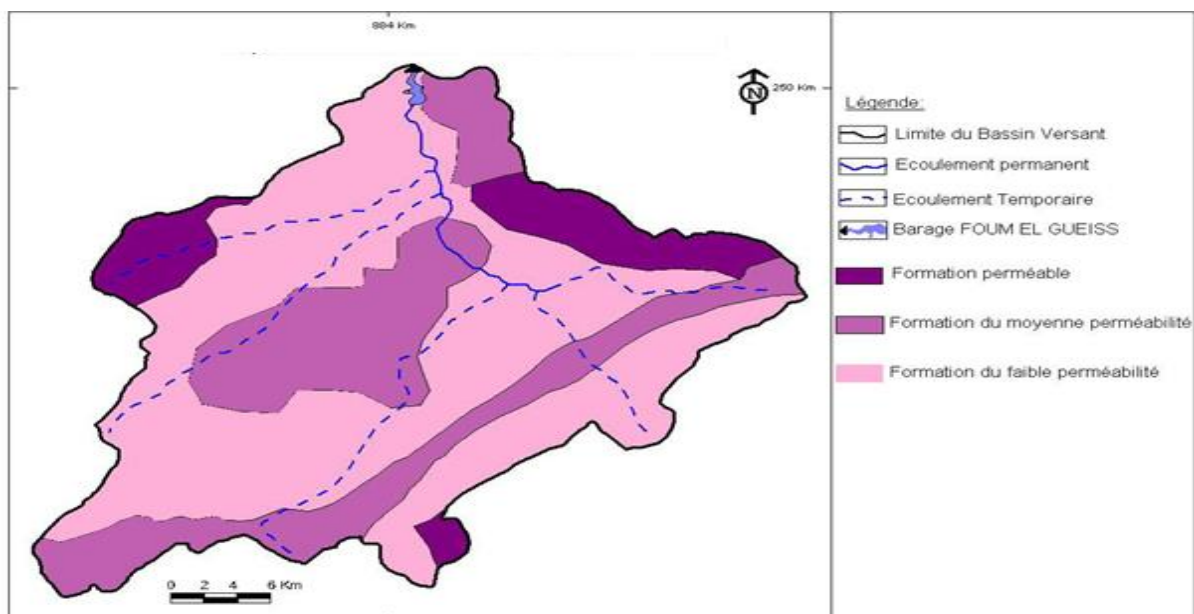 884 Km
N
250 Km
Légende:
Limite du Bassin Versant
Ecoulement permanent
Ecoulement Temporaire
Barage FOUM EL GUEISS
Formation perméable
Formation du moyenne perméabilité
Formation du faible perméabilité
0 2 4 6 Km